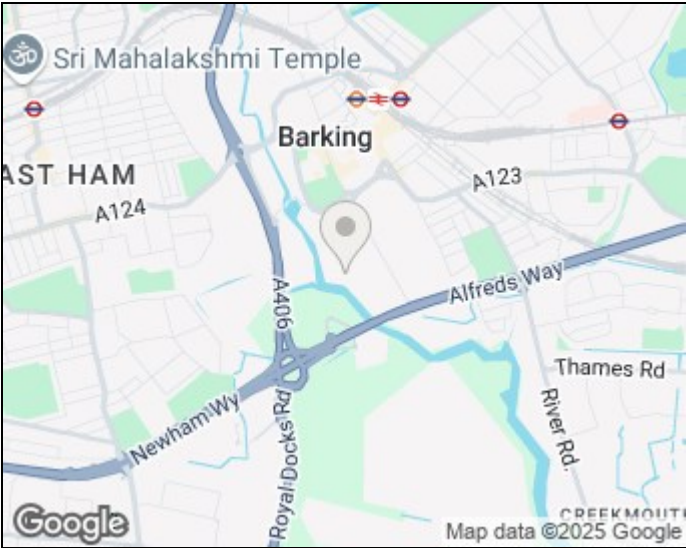 ॐ
Sri Mahalakshmi Temple
Barking
AST HAM
A123
A124
A406
Alfreds Way
Thames Rd
River Rd.
Newham Wy
Royal Docks Rd
CREEKMOUTH
Google
Map data ©2025 Google